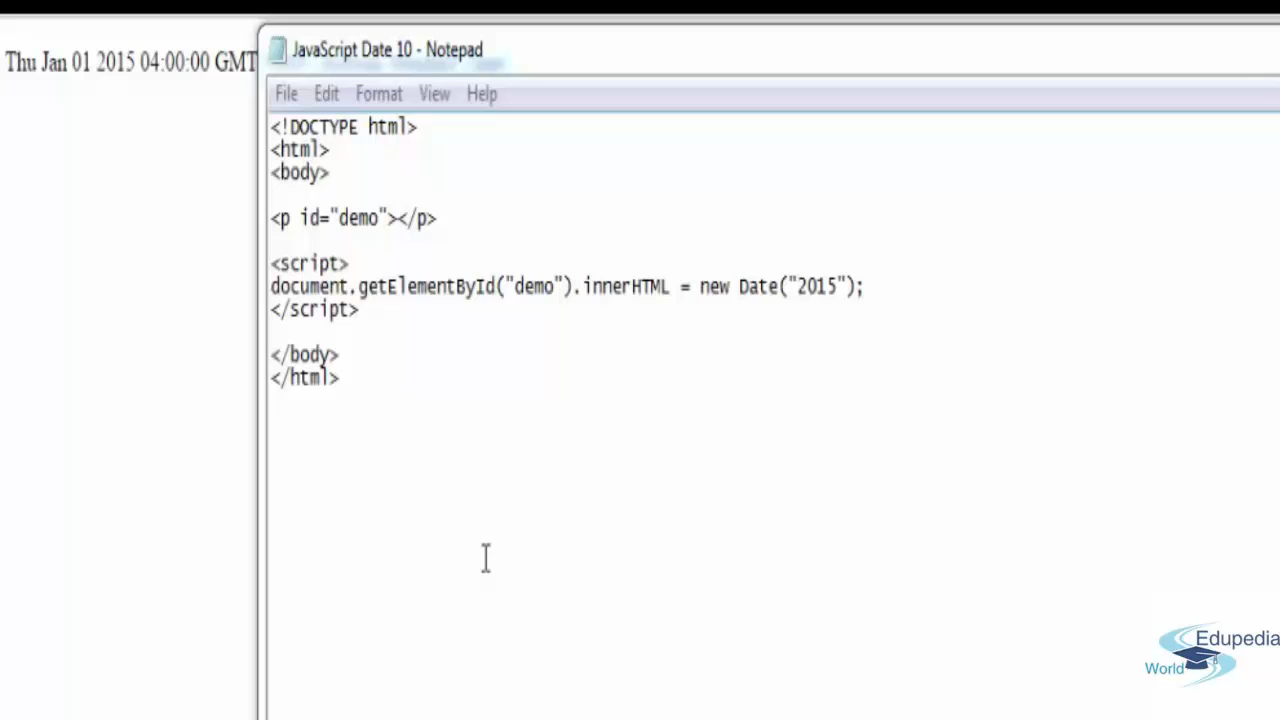 Thu Jan 01 2015 04:00:00 GMT
JavaScript Date 10 - Notepad
File Edit Format View Help
<!DOCTYPE html>
<html>
<body>
<p id="demo"></p>
<script>
document.getElementById("demo").innerHTML = new Date("2015");
</script>
</body>
</html>
Edupedia
World